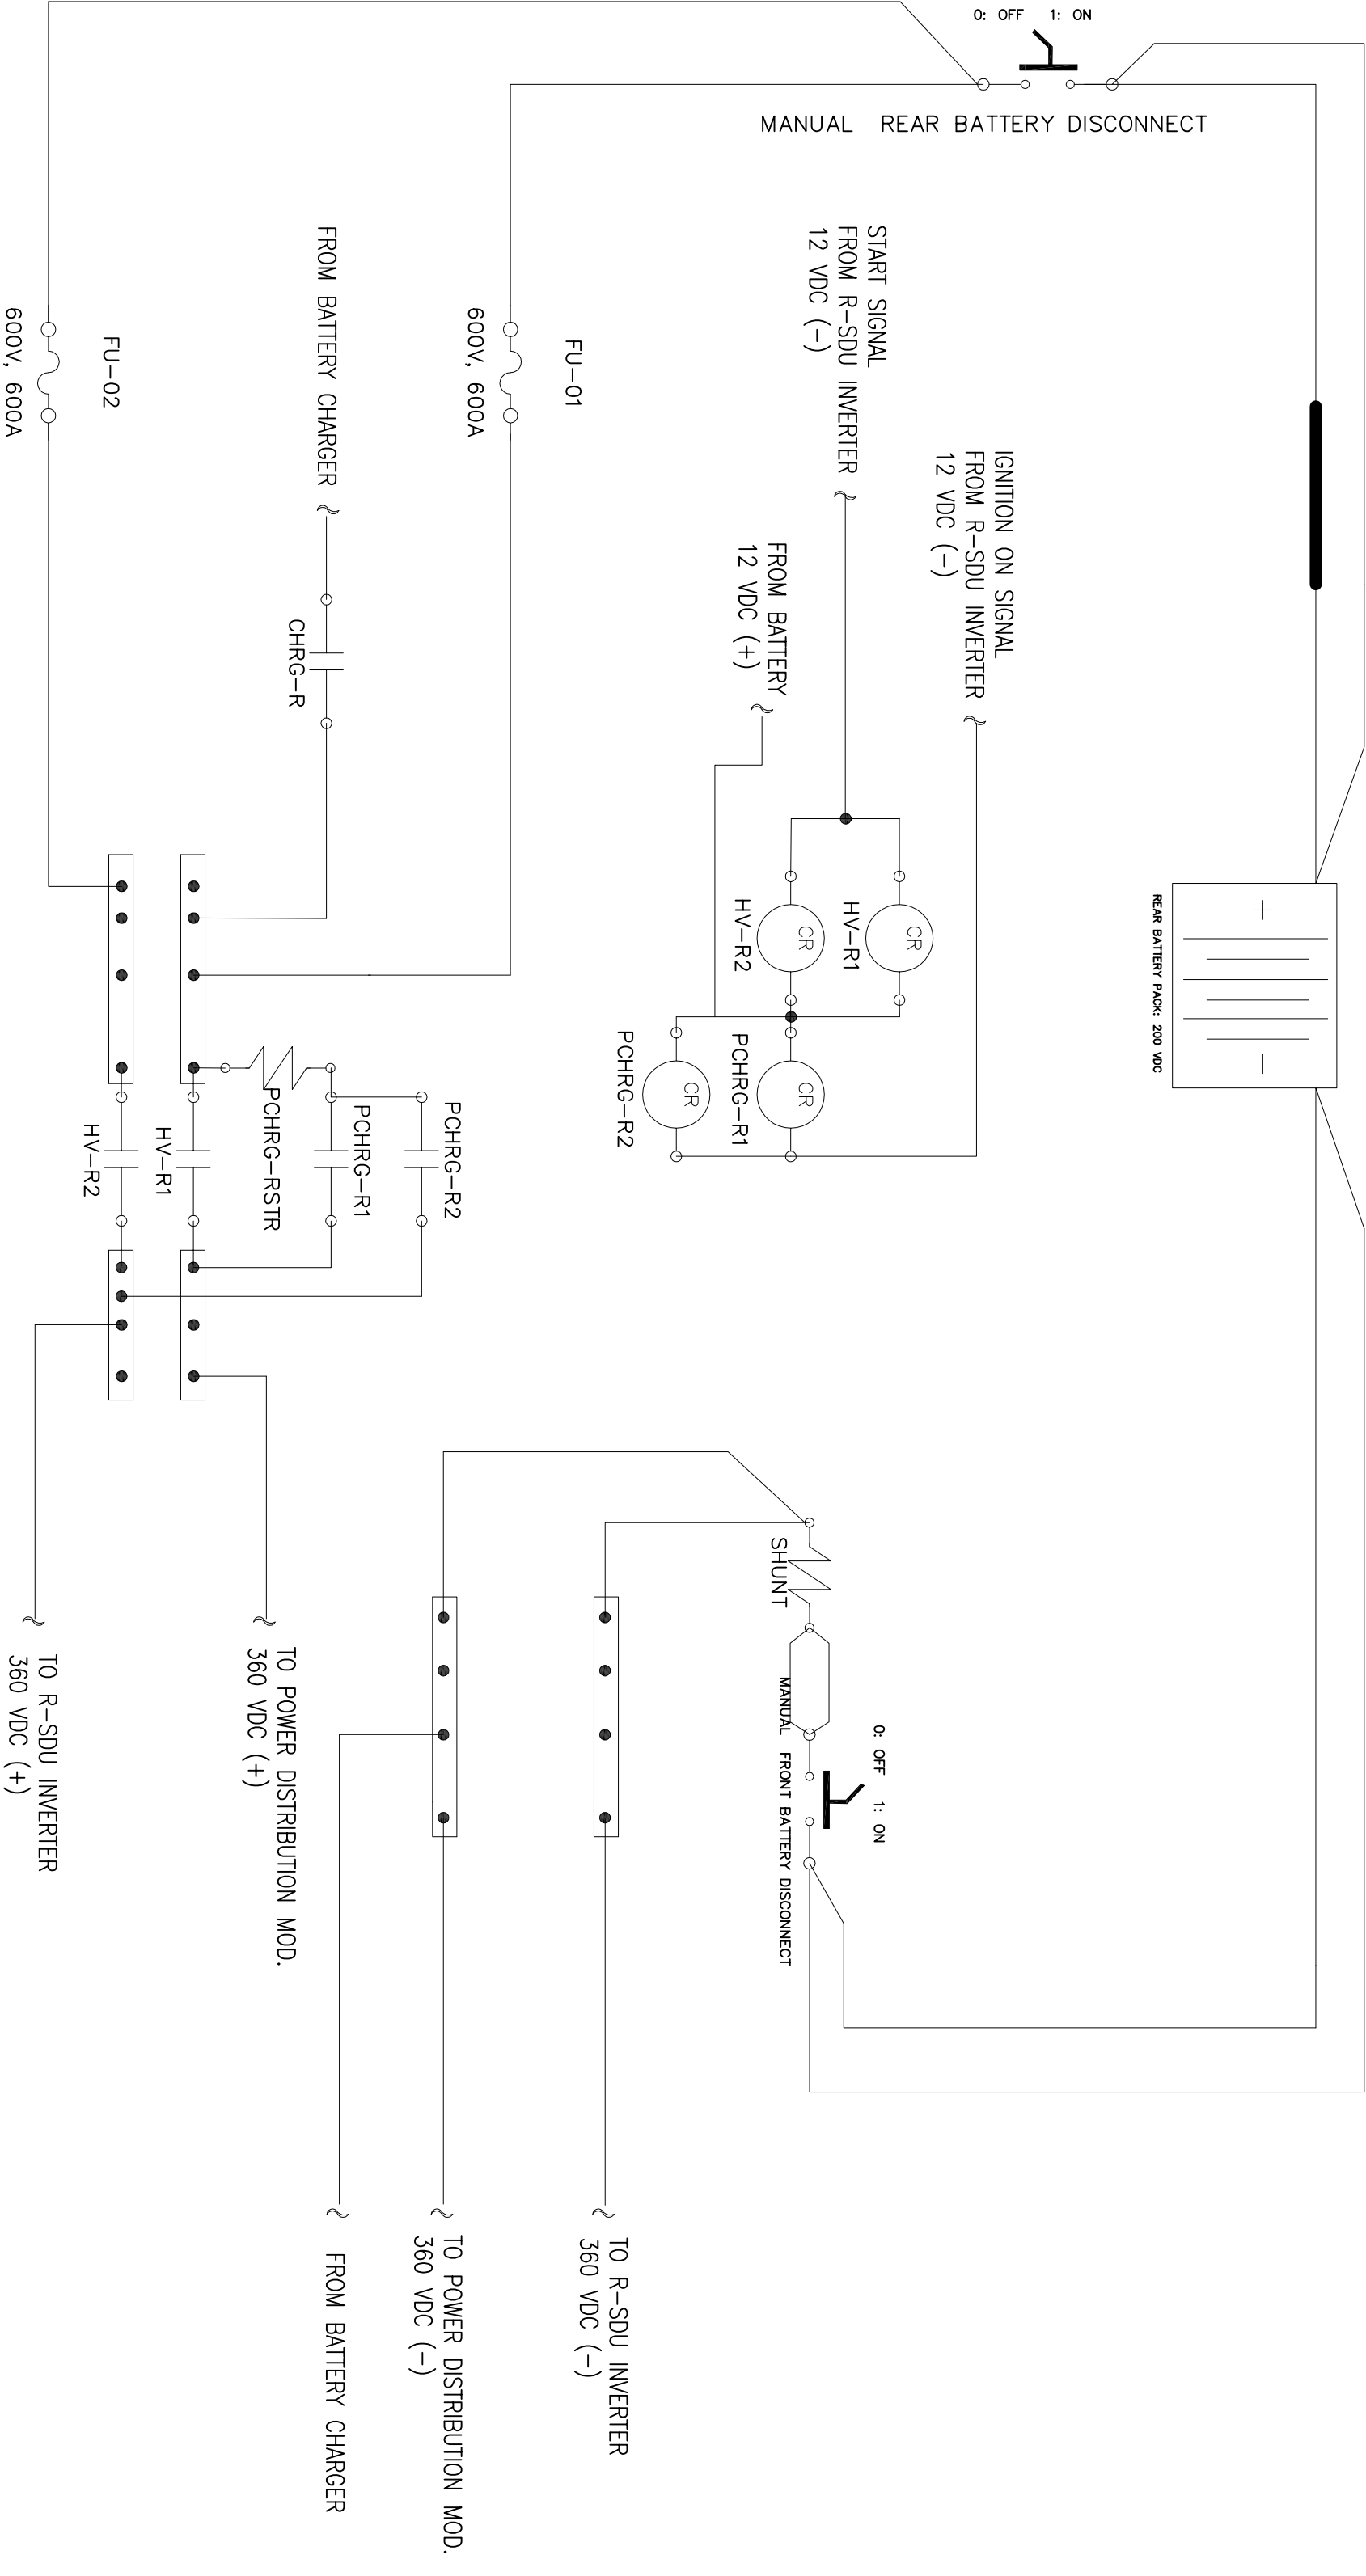 0: OFF 1: ON
MANUAL REAR BATTERY DISCONNECT
START SIGNAL
FROM R-SDU INVERTER
12 VDC (-)
IGNITION ON SIGNAL
FROM R-SDU INVERTER
12 VDC (-)
FROM BATTERY
12 VDC (+)
FROM BATTERY CHARGER
FU-01
600V, 600A
FU-02
600V, 600A
CHRG-R
+
-
REAR BATTERY PACK: 200 VDC
CR
HV-R1
CR
HV-R2
CR
PCHRG-R1
CR
PCHRG-R2
PCHRG-R2
PCHRG-R1
PCHRG-RSTR
HV-R1
HV-R2
SHUNT
0: OFF 1: ON
MANUAL FRONT BATTERY DISCONNECT
TO POWER DISTRIBUTION MOD.
360 VDC (+)
TO R-SDU INVERTER
360 VDC (+)
TO R-SDU INVERTER
360 VDC (-)
TO POWER DISTRIBUTION MOD.
360 VDC (-)
FROM BATTERY CHARGER